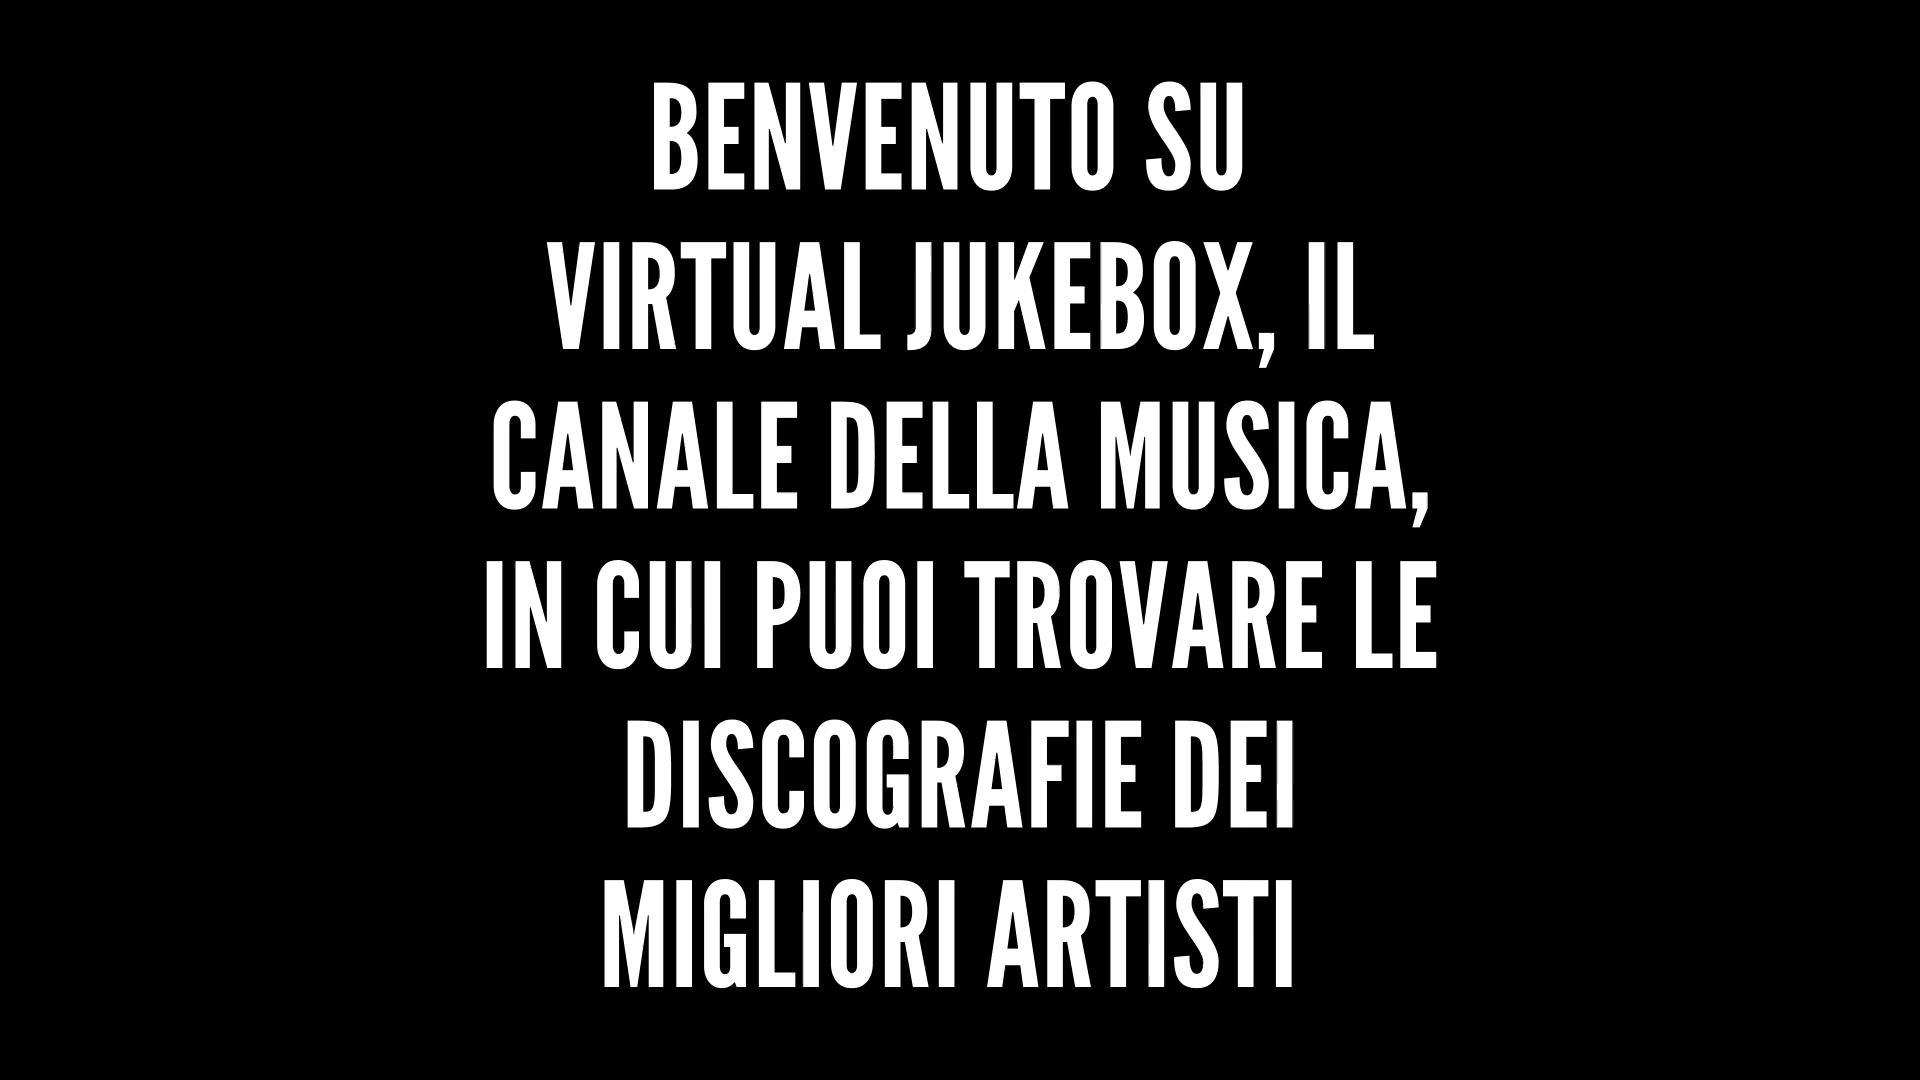 BENVENUTO SU
VIRTUAL JUKEBOX, IL
CANALE DELLA MUSICA,
IN CUI PUOI TROVARE LE
DISCOGRAFIE DEI
MIGLIORI ARTISTI